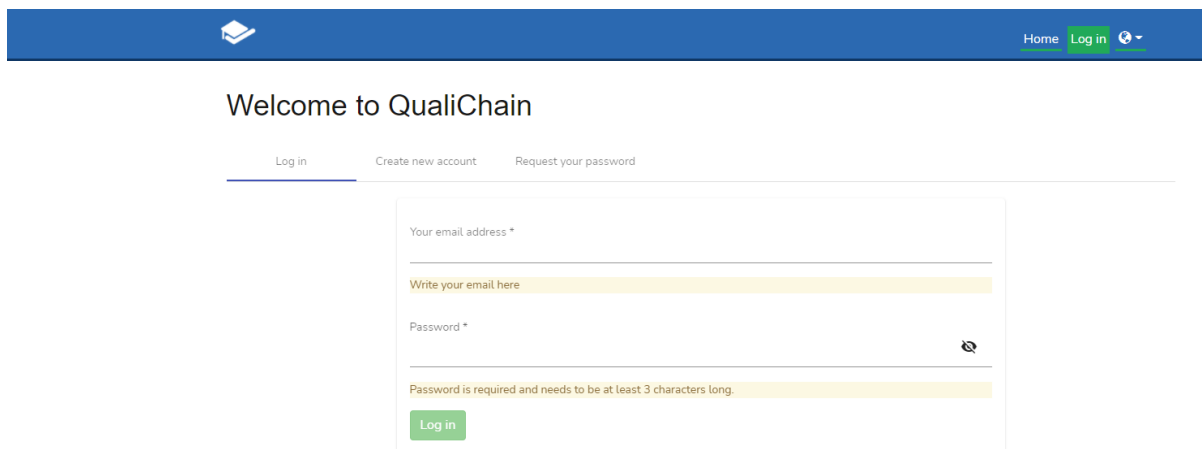 Home Log in
Welcome to QualiChain
Log in Create new account Request your password
Your email address *
Write your email here
Password *
Password is required and needs to be at least 3 characters long.
Log in